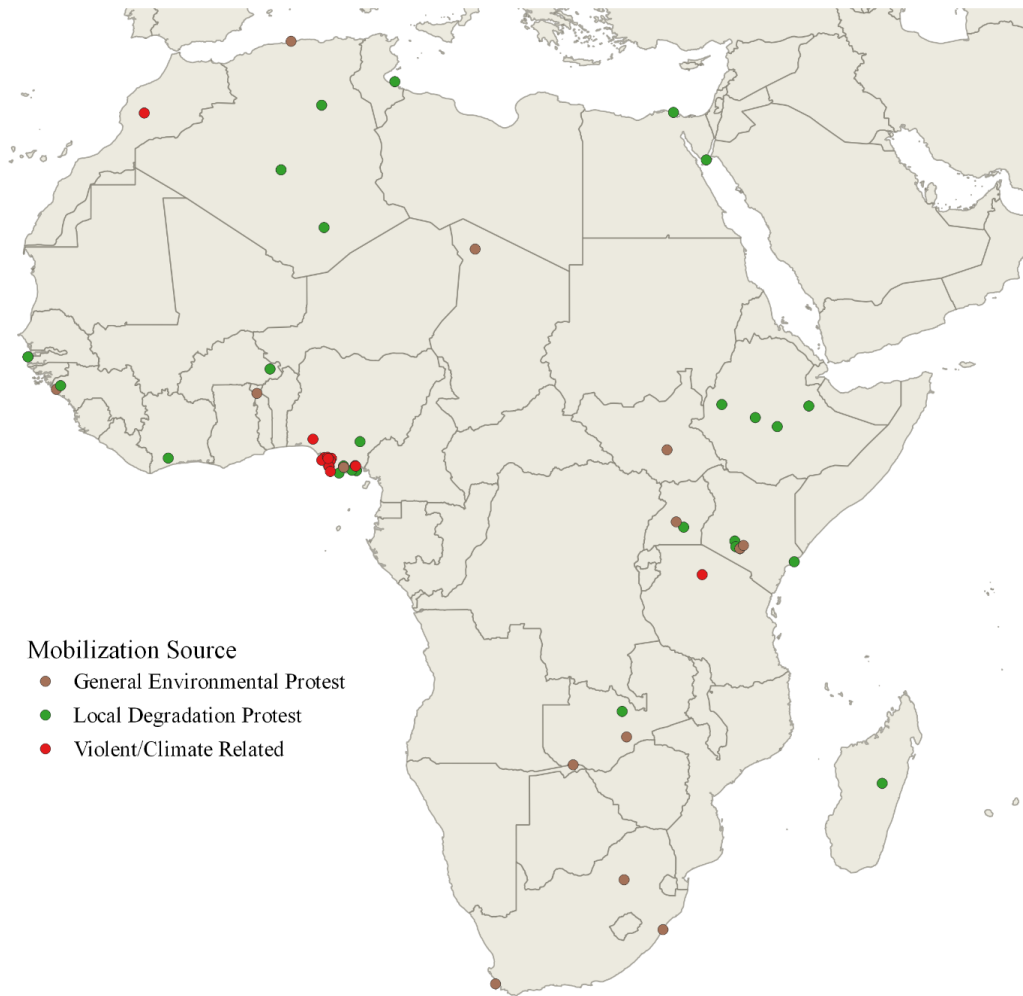 Mobilization Source
General Environmental Protest
Local Degradation Protest
Violent/Climate Related